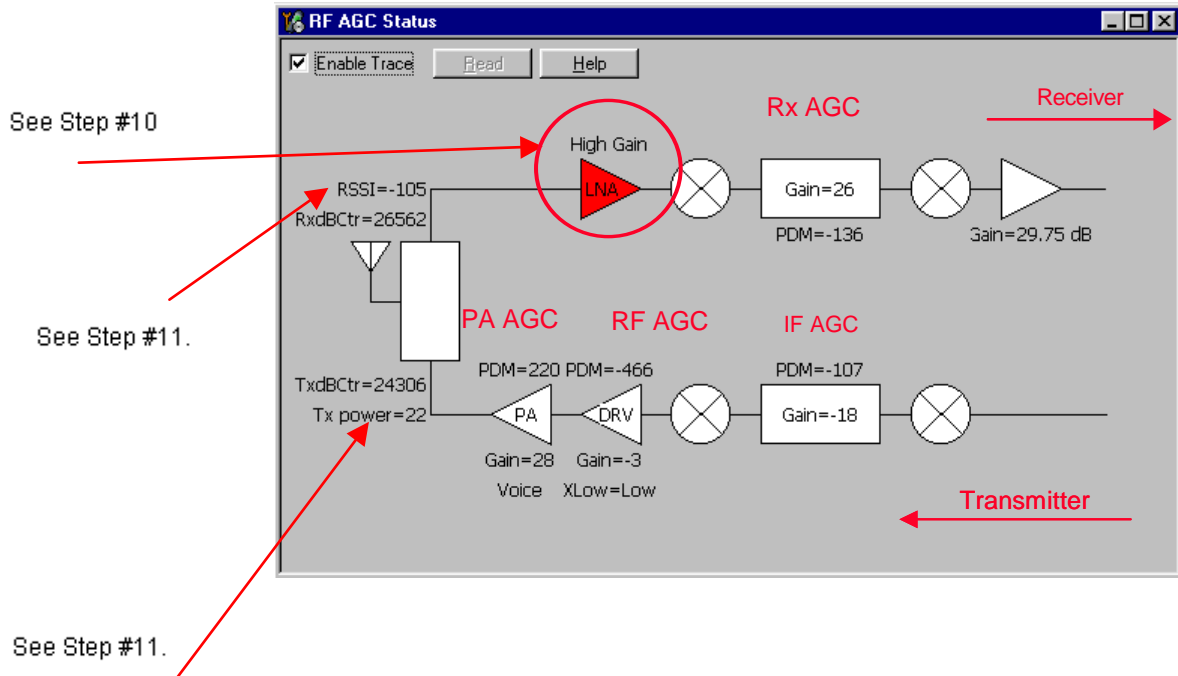 RF AGC Status
Enable Trace
Read
Help
Rx AGC
Receiver
See Step #10
High Gain
LNA
RSSI=-105
RxdBCtr=26562
Gain=26
PDM=-136
Gain=29.75 dB
See Step #11.
PA AGC
RF AGC
IF AGC
PDM=220
PDM=-466
PDM=-107
TxdBCtr=24306
Tx power=22
PA
DRV
Gain=-18
Gain=28
Gain=-3
Voice
XLow=Low
Transmitter
See Step #11.